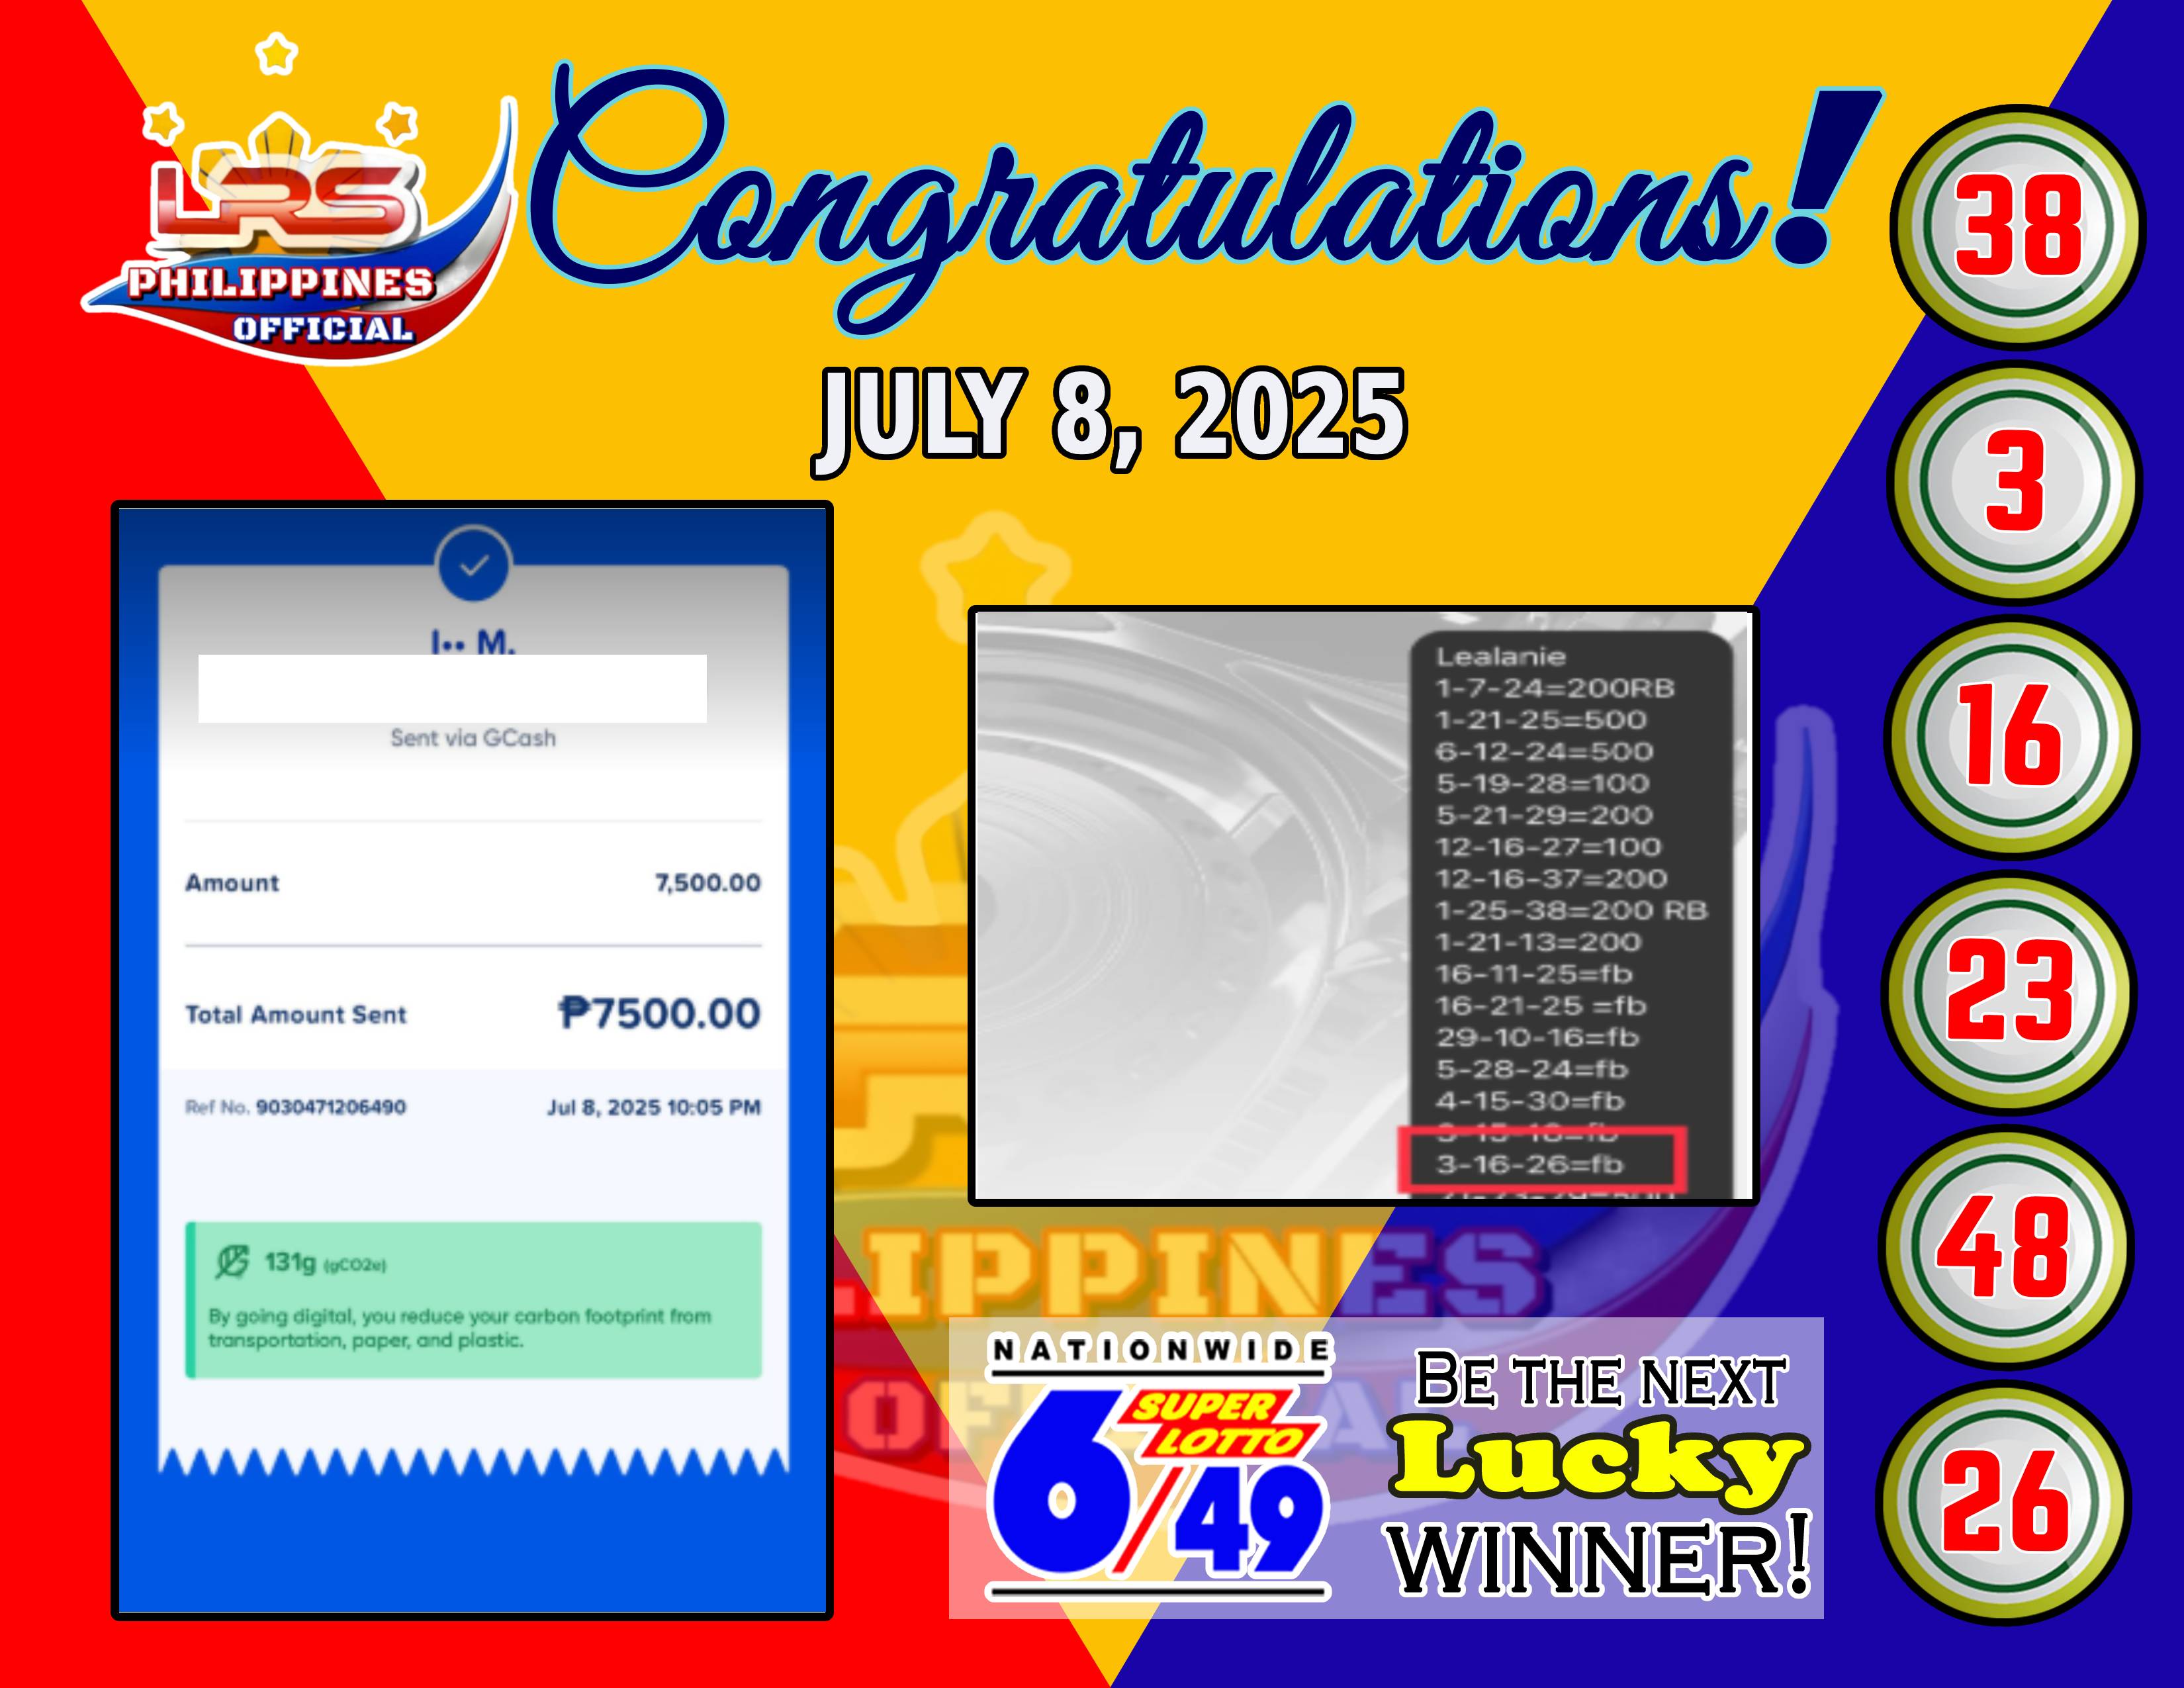 LRS
PHILIPPINES
OFFICIAL
Congratulations!
JULY 8, 2025
I•• M.
Sent via GCash
Amount 7,500.00
Total Amount Sent ₱7500.00
Ref No. 9030471206490 Jul 8, 2025 10:05 PM
131g (gCO2e)
By going digital, you reduce your carbon footprint from
transportation, paper, and plastic.
Lealanie
1-7-24=200RB
1-21-25=500
6-12-24=500
5-19-28=100
5-21-29=200
12-16-27=100
12-16-37=200
1-25-38=200 RB
1-21-13=200
16-11-25=fb
16-21-25 =fb
29-10-16=fb
5-28-24=fb
4-15-30=fb
3-16-26=fb
LIPPINES
NATIONWIDE
SUPER
LOTTO
6/49
BE THE NEXT
Lucky
WINNER!
38
3
16
23
48
26